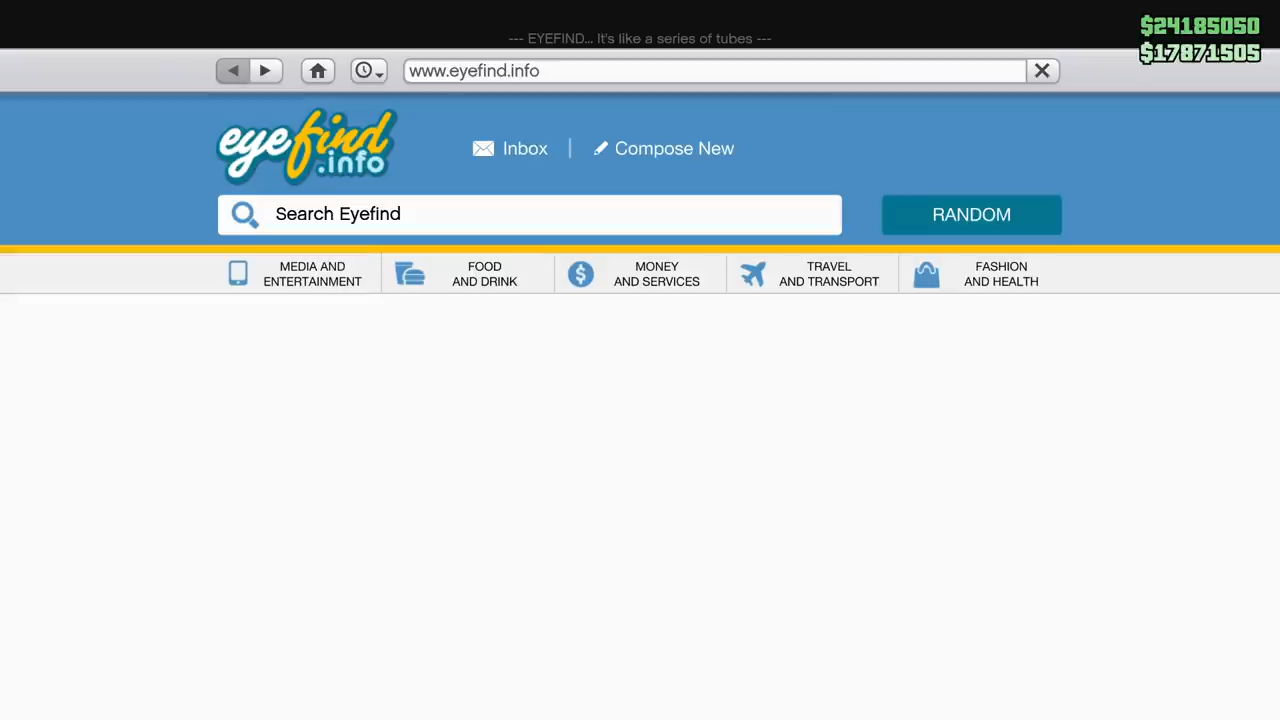 $24185050
--- EYEFIND... It's like a series of tubes ---
$17871505
www.eyefind.info
eyefind
.info
Inbox
Compose New
Search Eyefind
RANDOM
MEDIA AND
ENTERTAINMENT
FOOD
AND DRINK
MONEY
AND SERVICES
TRAVEL
AND TRANSPORT
FASHION
AND HEALTH